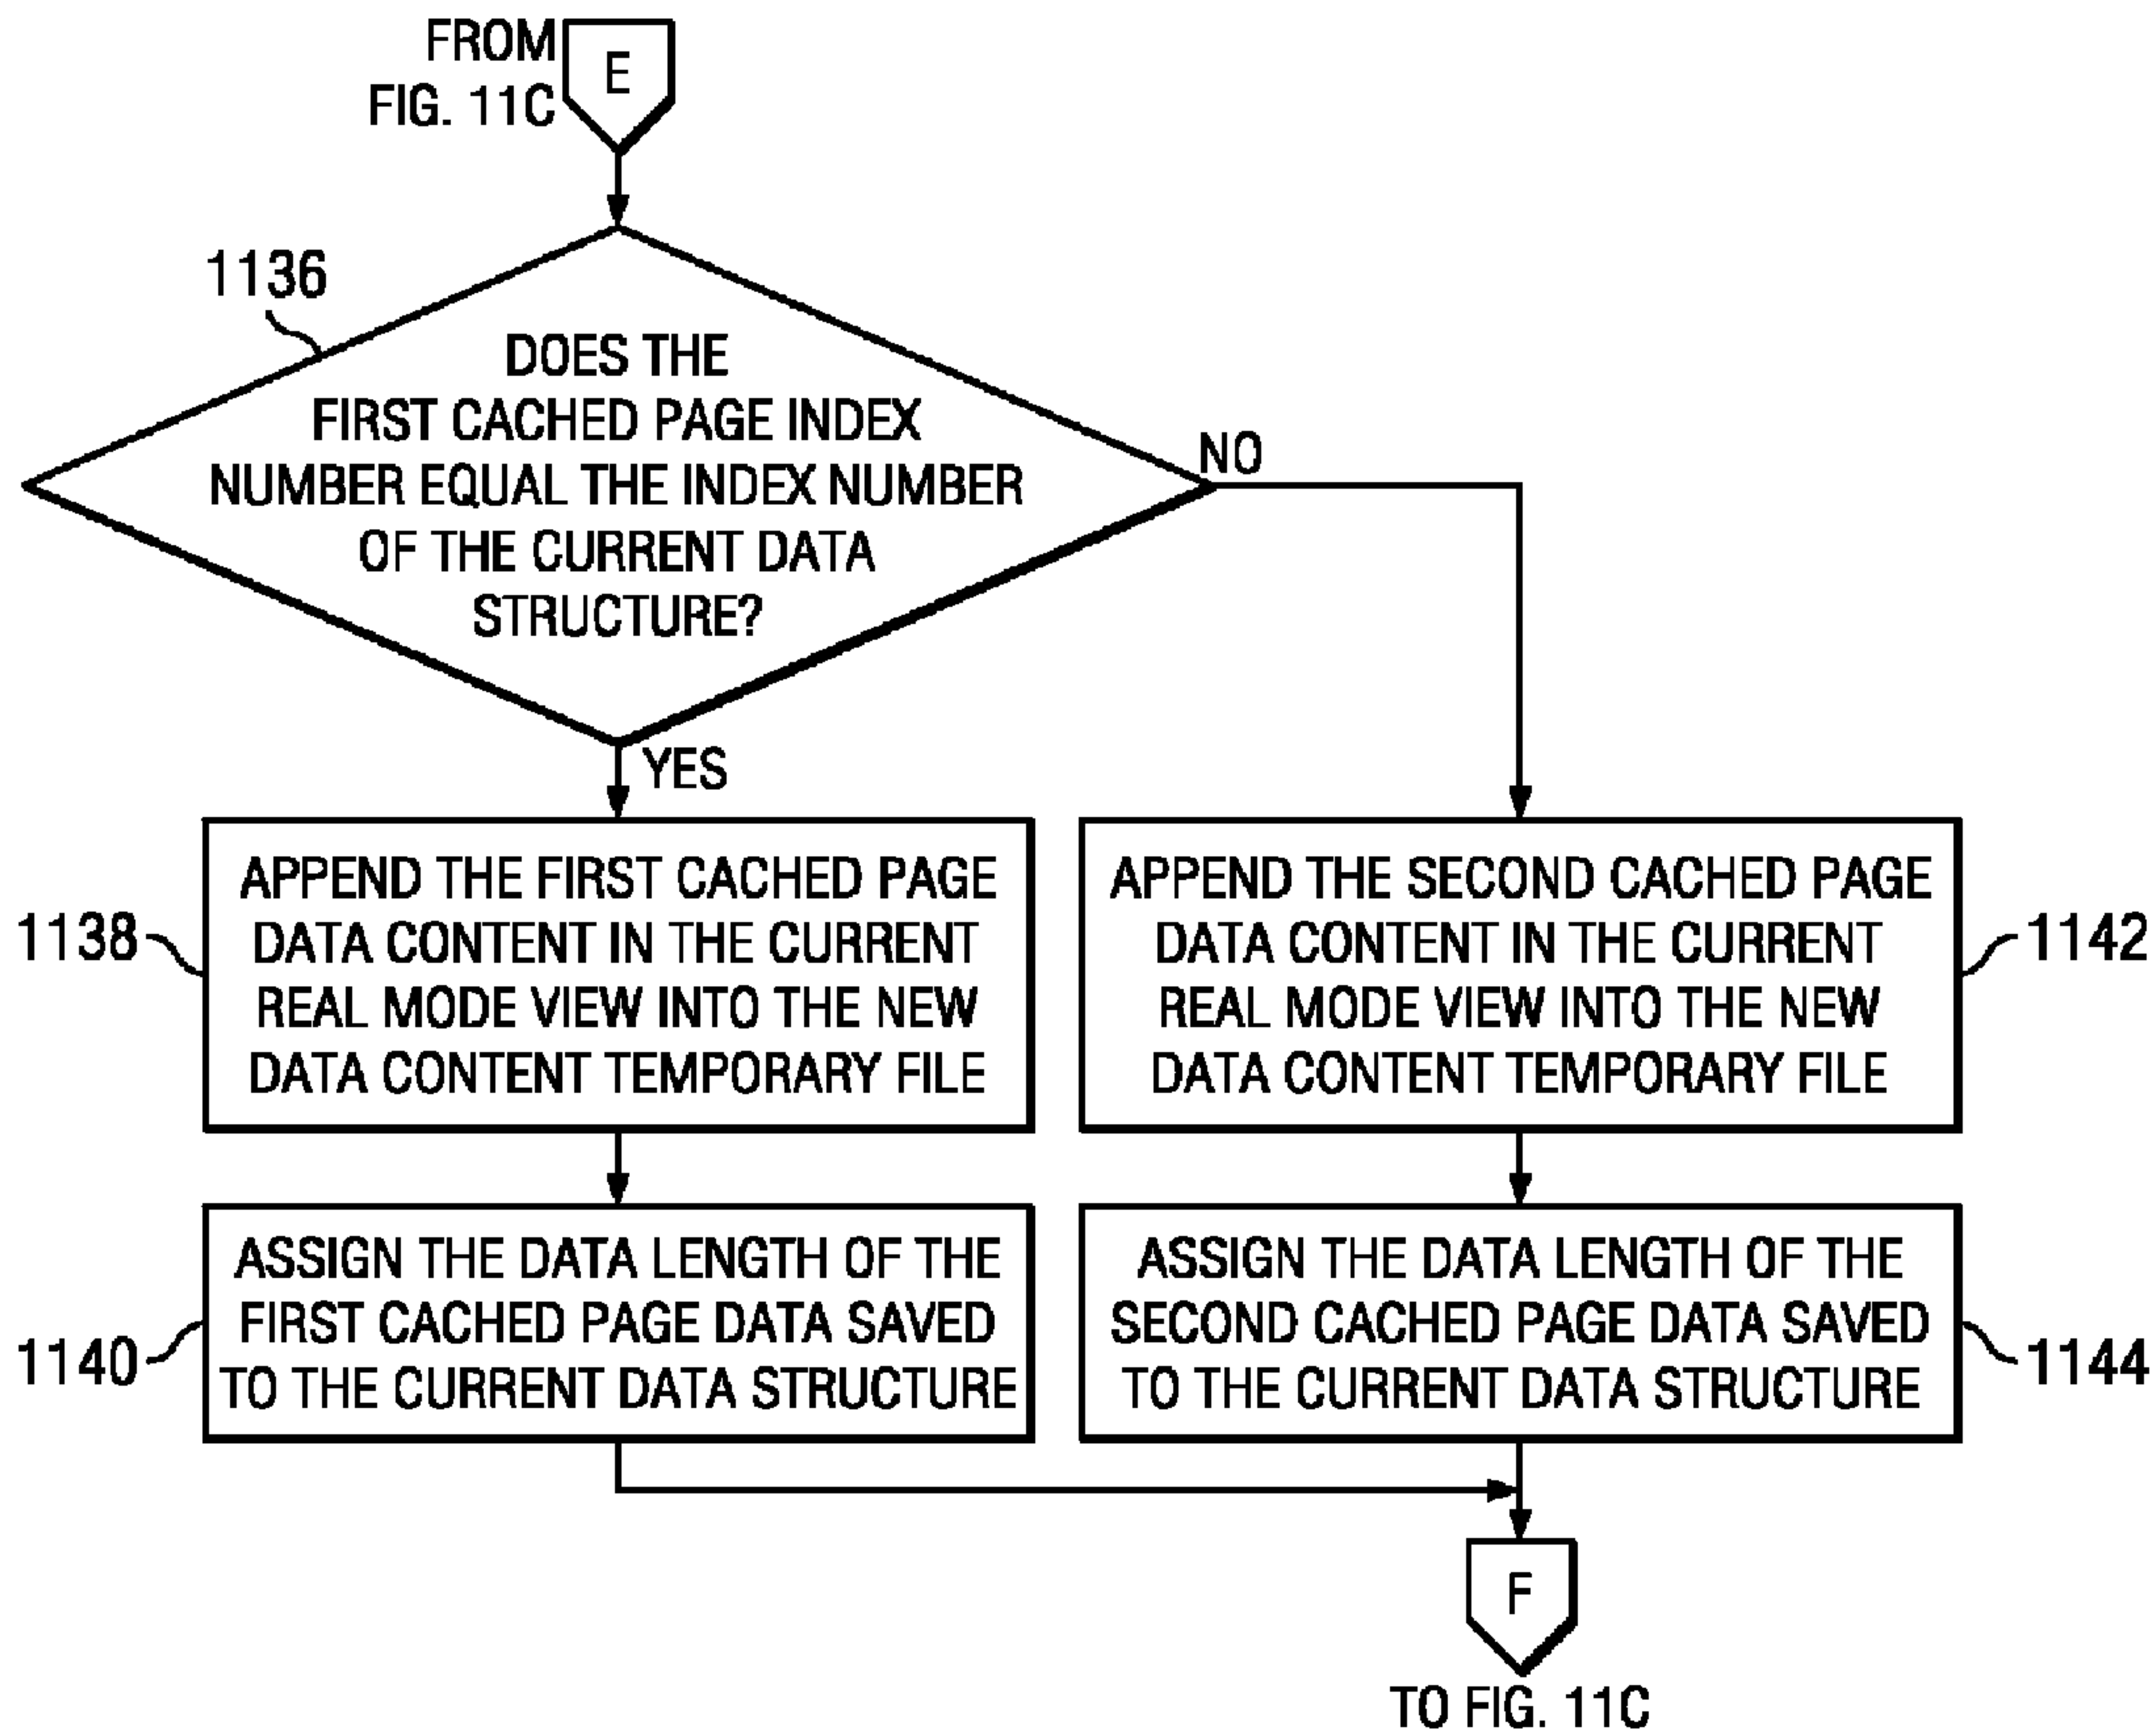 FROM
FIG. 11C
E
1136
DOES THE
FIRST CACHED PAGE INDEX
NUMBER EQUAL THE INDEX NUMBER
OF THE CURRENT DATA
STRUCTURE?
NO
YES
1138
APPEND THE FIRST CACHED PAGE
DATA CONTENT IN THE CURRENT
REAL MODE VIEW INTO THE NEW
DATA CONTENT TEMPORARY FILE
APPEND THE SECOND CACHED PAGE
DATA CONTENT IN THE CURRENT
REAL MODE VIEW INTO THE NEW
DATA CONTENT TEMPORARY FILE
1142
1140
ASSIGN THE DATA LENGTH OF THE
FIRST CACHED PAGE DATA SAVED
TO THE CURRENT DATA STRUCTURE
ASSIGN THE DATA LENGTH OF THE
SECOND CACHED PAGE DATA SAVED
TO THE CURRENT DATA STRUCTURE
1144
F
TO FIG. 11C